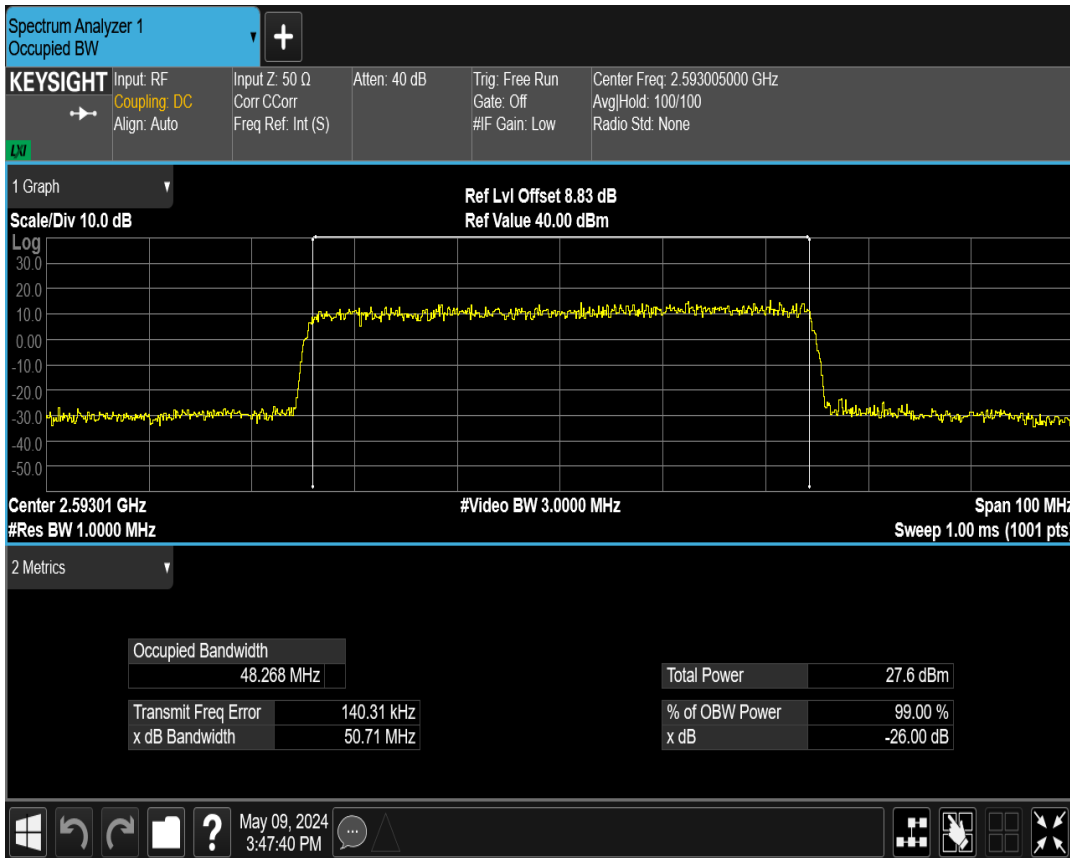 Spectrum Analyzer 1
Occupied BW
KEYSIGHT
Input: RF
Coupling: DC
Align: Auto
Input Z: 50 Ω
Corr CCorr
Freq Ref: Int (S)
Atten: 40 dB
Trig: Free Run
Gate: Off
#IF Gain: Low
Center Freq: 2.593005000 GHz
Avg|Hold: 100/100
Radio Std: None
LXI
1 Graph
Scale/Div 10.0 dB
Ref Lvl Offset 8.83 dB
Ref Value 40.00 dBm
Log
30.0
20.0
10.0
0.00
-10.0
-20.0
-30.0
-40.0
-50.0
Center 2.59301 GHz
#Video BW 3.0000 MHz
Span 100 MHz
#Res BW 1.0000 MHz
Sweep 1.00 ms (1001 pts)
2 Metrics
Occupied Bandwidth
48.268 MHz
Total Power 27.6 dBm
Transmit Freq Error 140.31 kHz
% of OBW Power 99.00 %
x dB Bandwidth 50.71 MHz
x dB -26.00 dB
?
May 09, 2024
3:47:40 PM